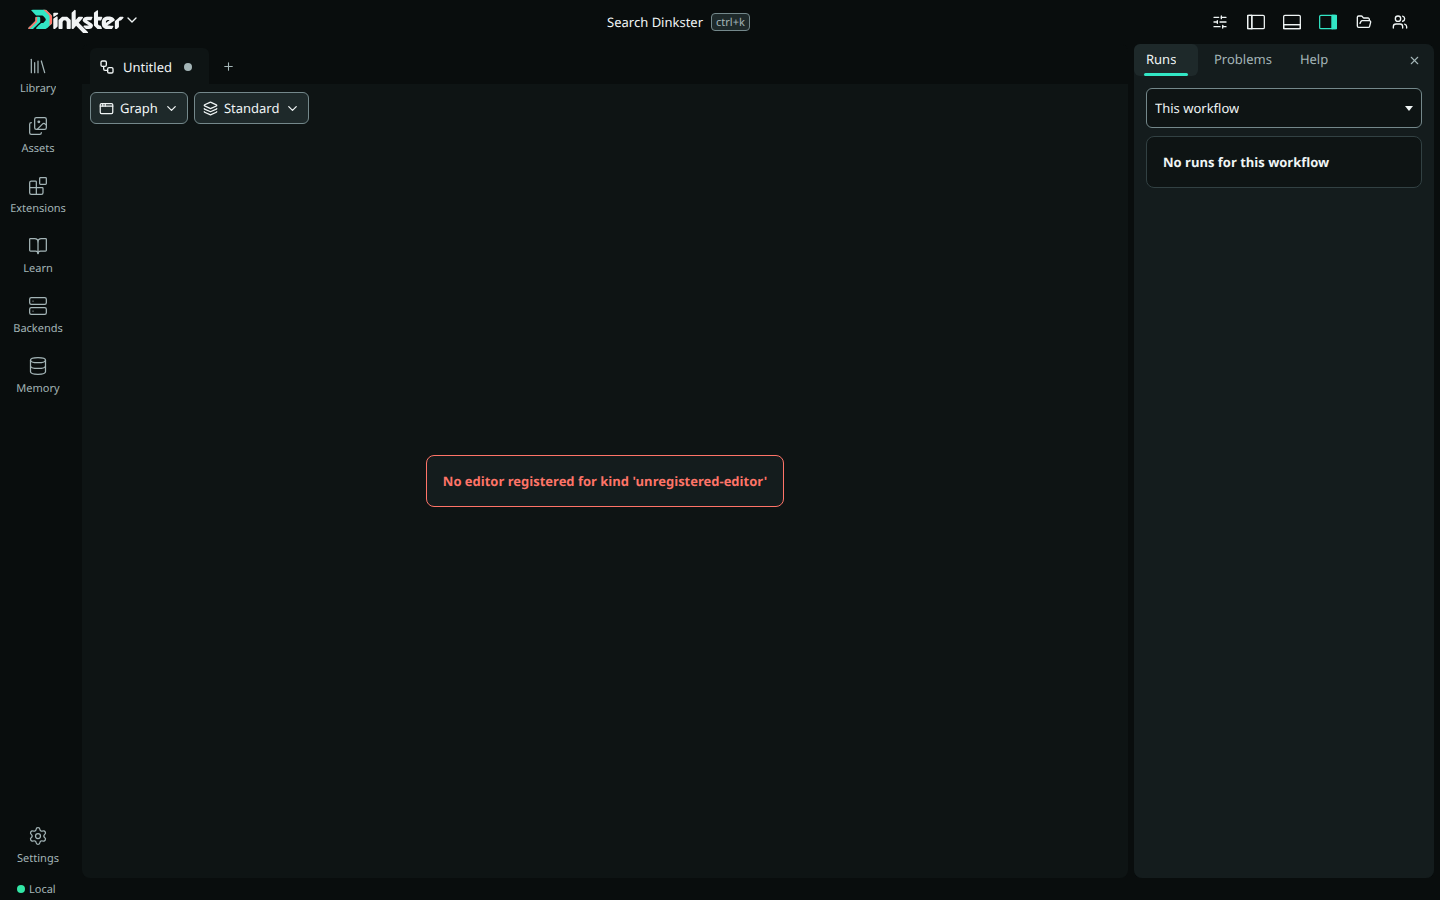 Dinkster
Search Dinkster ctrl+k
Library
Assets
Extensions
Learn
Backends
Memory
Settings
Local
Untitled
Graph
Standard
No editor registered for kind 'unregistered-editor'
Runs Problems Help
This workflow
No runs for this workflow